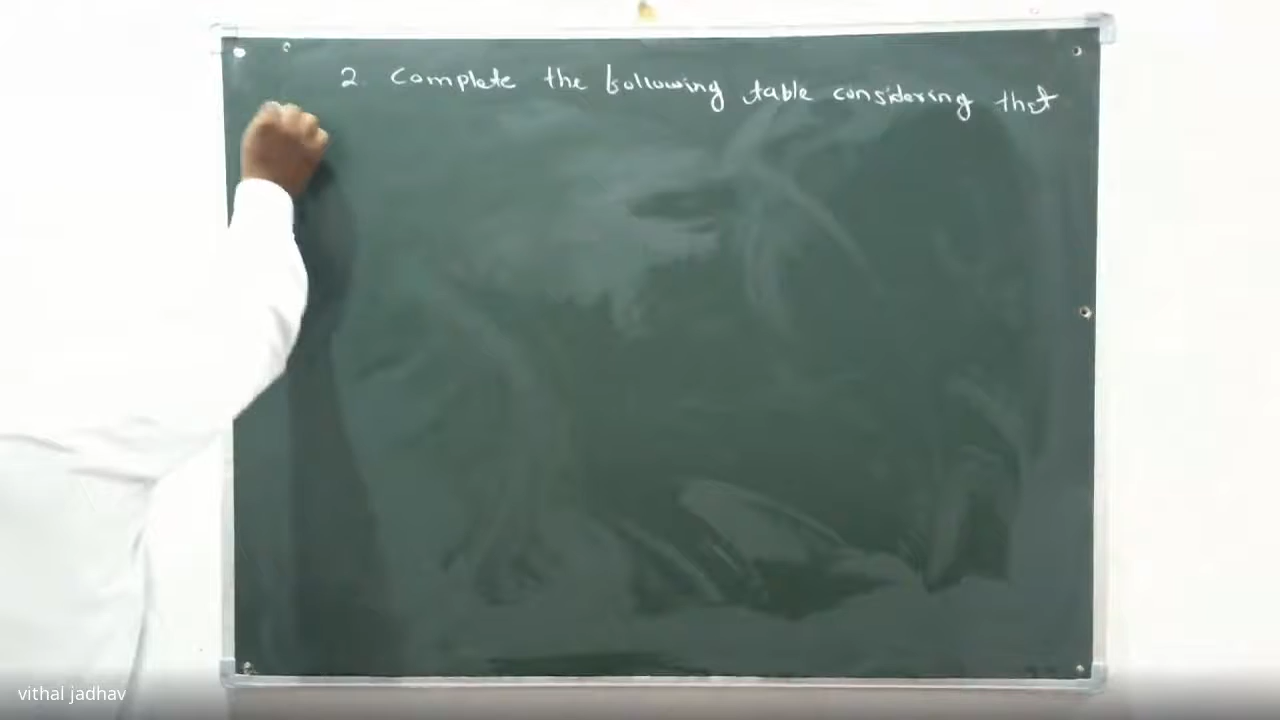 2. Complete the following table considering that
vithal jadhav